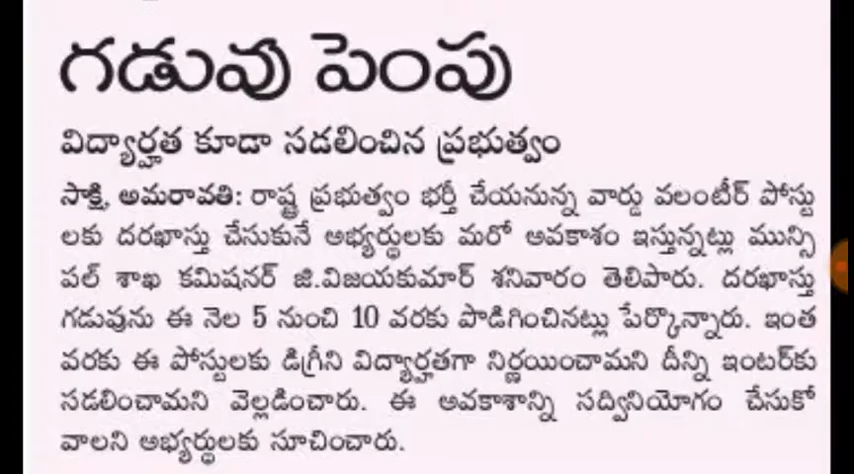 గడువు పెంపు
విద్యార్హత కూడా సడలించిన ప్రభుత్వం
సాక్షి, అమరావతి: రాష్ట్ర ప్రభుత్వం భర్తీ చేయనున్న వార్డు వలంటీర్ పోస్టు
లకు దరఖాస్తు చేసుకునే అభ్యర్థులకు మరో అవకాశం ఇస్తున్నట్లు మున్సి
పల్ శాఖ కమిషనర్ జి.విజయకుమార్ శనివారం తెలిపారు. దరఖాస్తు
గడువును ఈ నెల 5 నుంచి 10 వరకు పొడిగించినట్లు పేర్కొన్నారు. ఇంత
వరకు ఈ పోస్టులకు డిగ్రీని విద్యార్హతగా నిర్ణయించామని దీన్ని ఇంటర్‌కు
సడలించామని వెల్లడించారు. ఈ అవకాశాన్ని సద్వినియోగం చేసుకో
వాలని అభ్యర్థులకు సూచించారు.